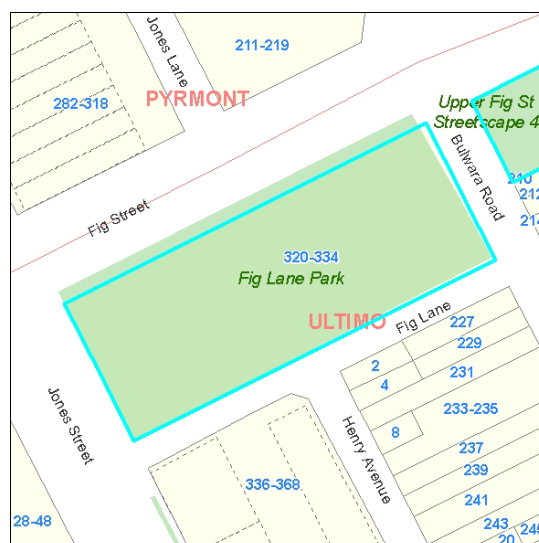 Jones Lane
211-219
282-318
PYRMONT
Upper Fig St
Streetscape 4
Bulwara Road
210
212
214
Fig Street
320-334
Fig Lane Park
ULTIMO
Fig Lane
227
229
2
231
4
233-235
8
Jones Street
Henry Avenue
237
239
336-368
241
28-48
243
249
20